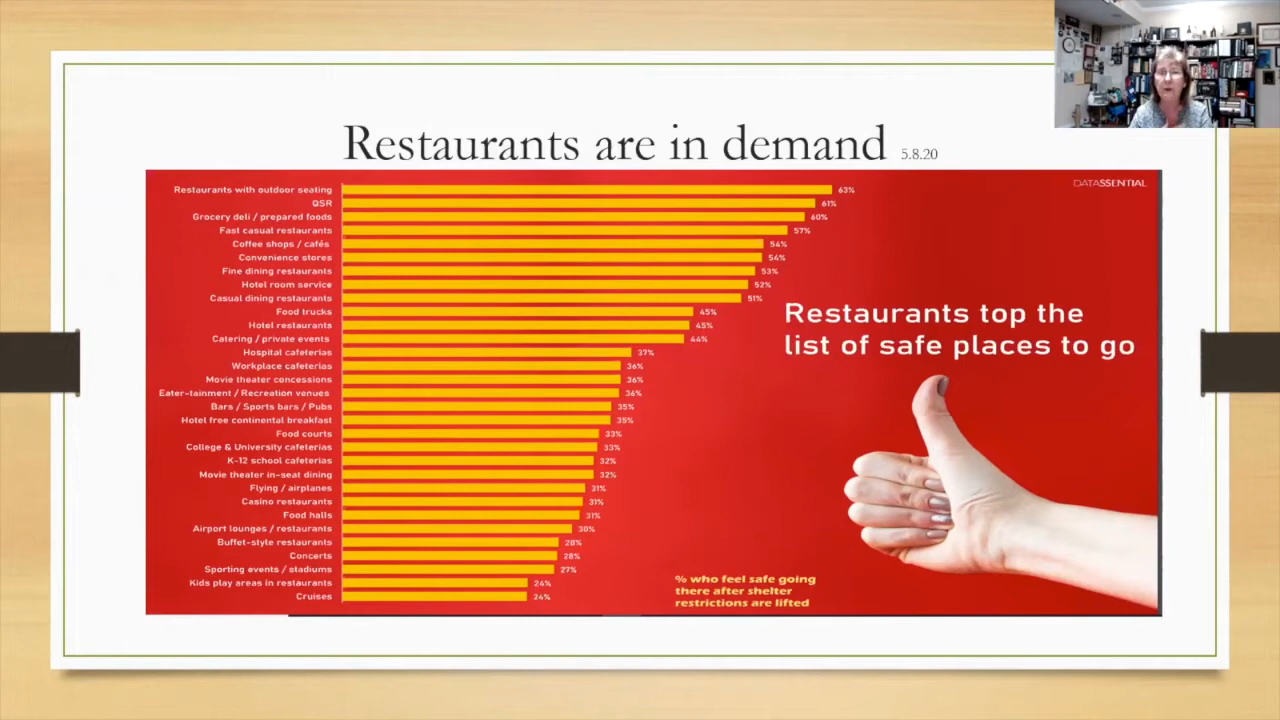 Restaurants are in demand 5.8.20
DATASSENTIAL
Restaurants with outdoor seating 63%
QSR 61%
Grocery deli / prepared foods 60%
Fast casual restaurants 57%
Coffee shops / cafés 54%
Convenience stores 54%
Fine dining restaurants 53%
Hotel room service 52%
Casual dining restaurants 51%
Food trucks 45%
Hotel restaurants 45%
Catering / private events 44%
Hospital cafeterias 37%
Workplace cafeterias 36%
Movie theater concessions 36%
Eater-tainment / Recreation venues 36%
Bars / Sports bars / Pubs 35%
Hotel free continental breakfast 35%
Food courts 33%
College & University cafeterias 33%
K-12 school cafeterias 32%
Movie theater in-seat dining 32%
Flying / airplanes 31%
Casino restaurants 31%
Food halls 31%
Airport lounges / restaurants 30%
Buffet-style restaurants 28%
Concerts 28%
Sporting events / stadiums 27%
Kids play areas in restaurants 24%
Cruises 24%
Restaurants top the
list of safe places to go
% who feel safe going
there after shelter
restrictions are lifted